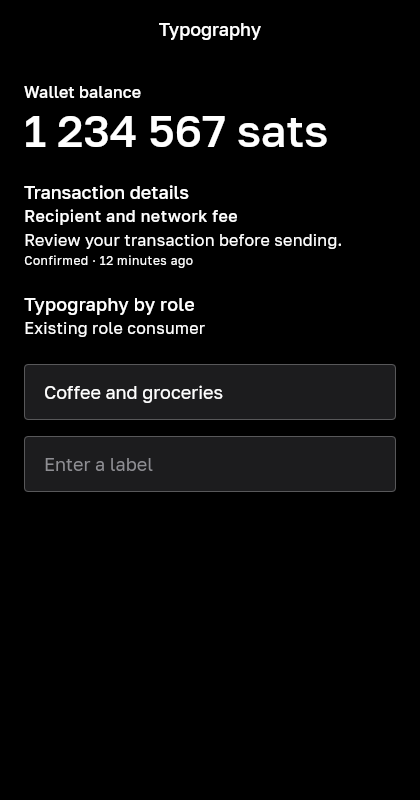 Typography
Wallet balance
1 234 567 sats
Transaction details
Recipient and network fee
Review your transaction before sending.
Confirmed · 12 minutes ago
Typography by role
Existing role consumer
Coffee and groceries
Enter a label